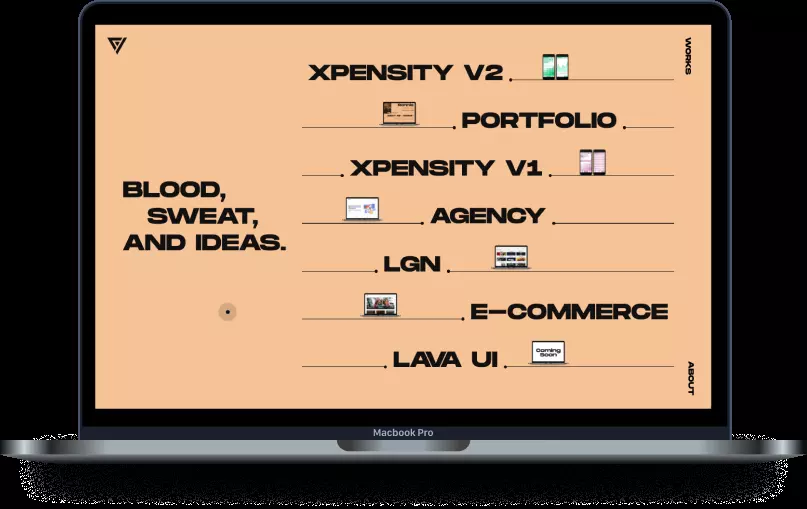 WORKS
XPENSITY V2
PORTFOLIO
XPENSITY V1
BLOOD,
SWEAT,
AND IDEAS.
AGENCY
LGN
E-COMMERCE
LAVA UI
Coming
Soon
ABOUT
Macbook Pro